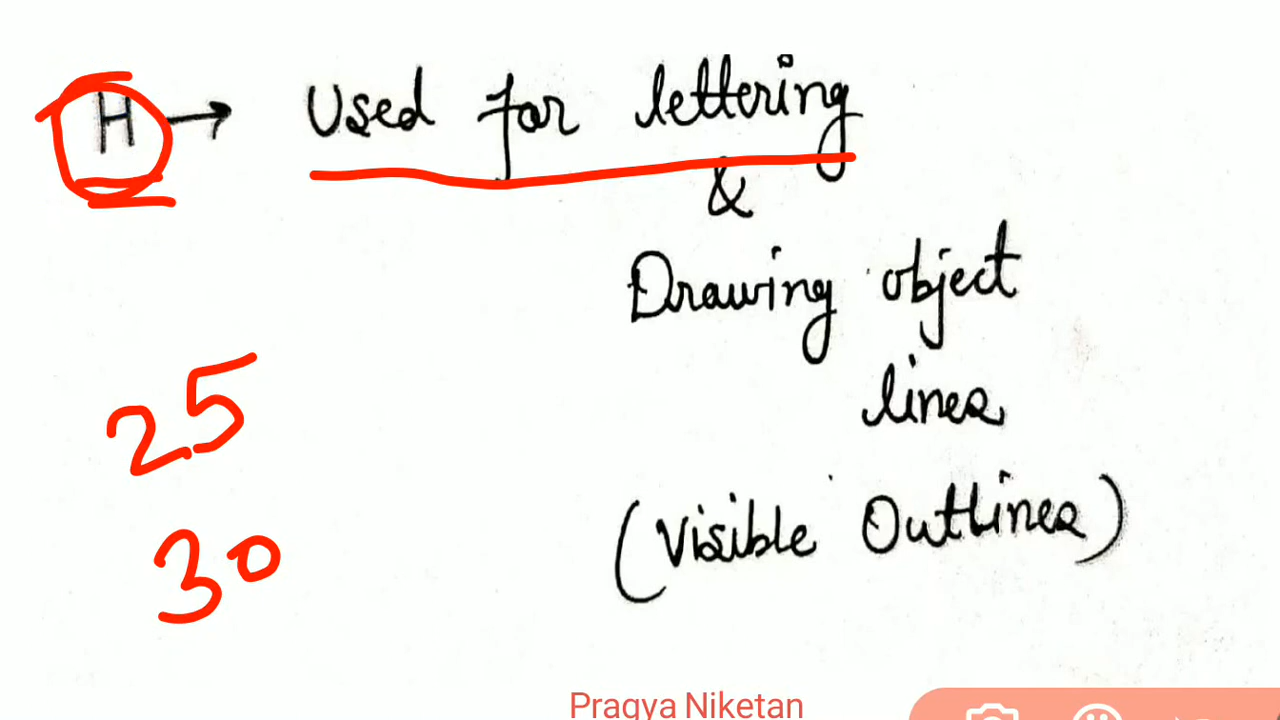 H → Used for lettering
&
Drawing object
lines
25
(Visible Outlines)
30
Pragya Niketan